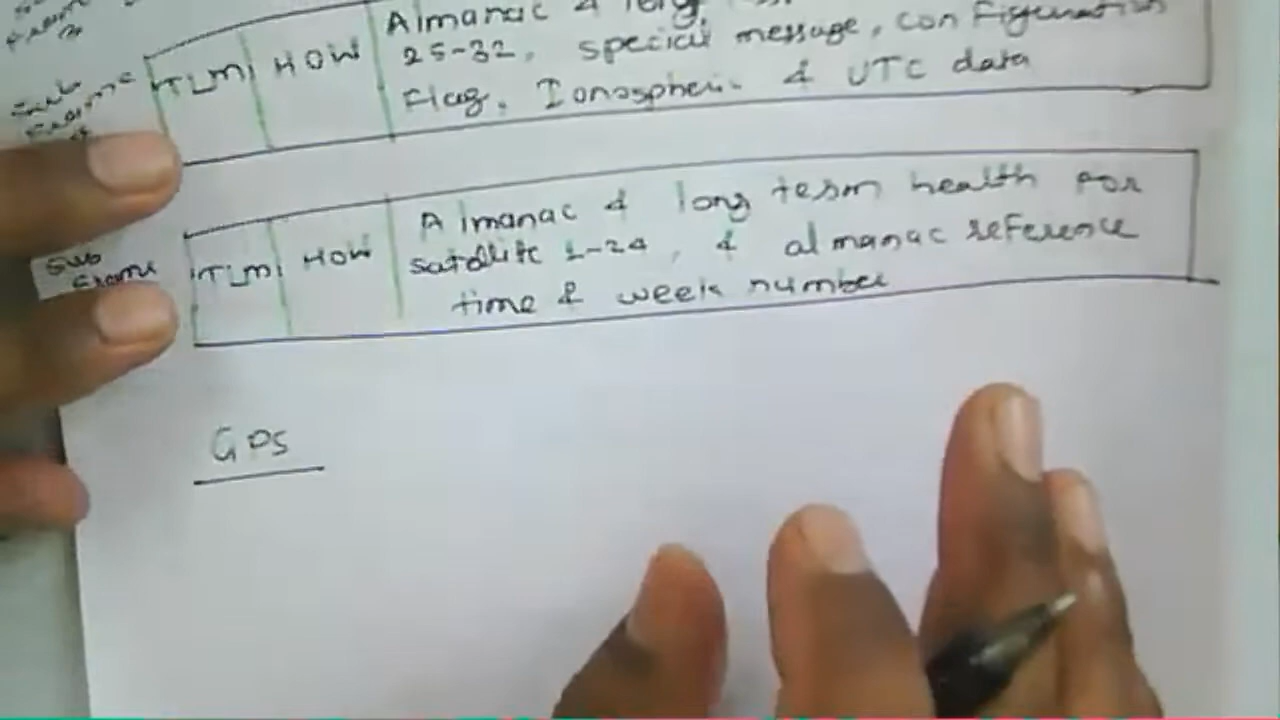 Almanac & long
TLM HOW 25-32, special message, configuration
Flag, Ionospheric & UTC data
Sub
Frame
Almanac & long term health for
TLM HOW satellite 1-24, & almanac reference
time & week number
Sub
Frame
GPS